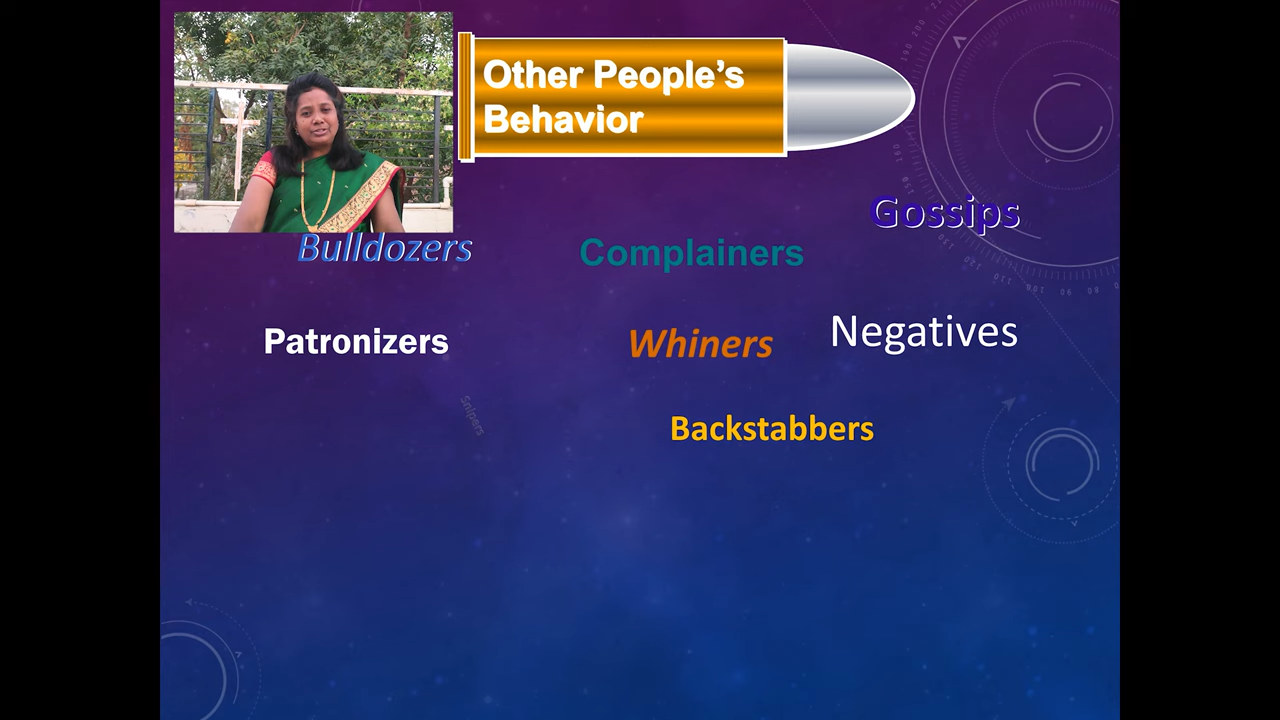 Other People's
Behavior
Gossips
Bulldozers
Complainers
Patronizers
Whiners
Negatives
Snipers
Backstabbers